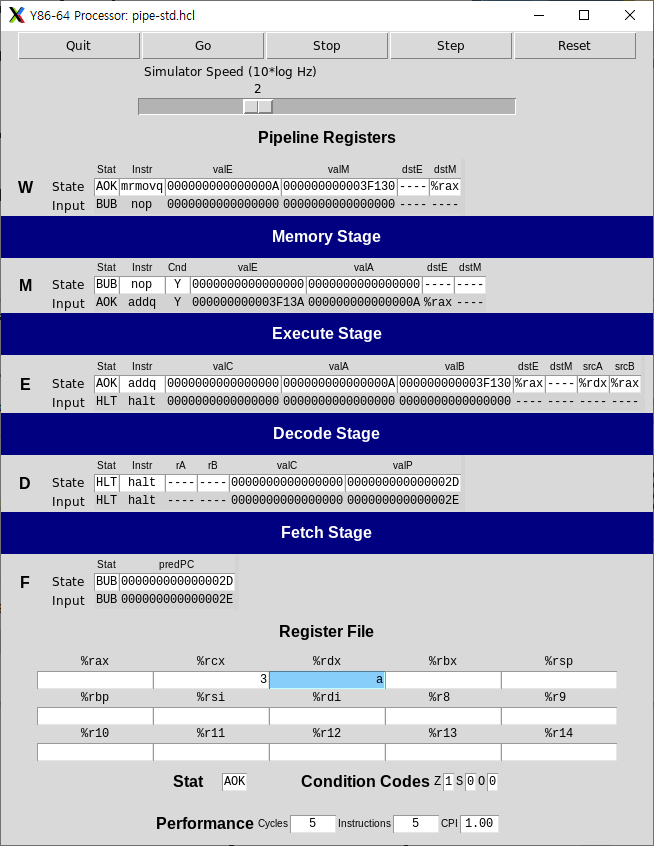 Y86-64 Processor: pipe-std.hcl
Quit Go Stop Step Reset
Simulator Speed (10*log Hz)
2
Pipeline Registers
Stat Instr valE valM dstE dstM
W State AOK mrmovq 000000000000000A 000000000003F130 ---- %rax
Input BUB nop 0000000000000000 0000000000000000 ---- ----
Memory Stage
Stat Instr Cnd valE valA dstE dstM
M State BUB nop Y 0000000000000000 0000000000000000 ---- ----
Input AOK addq Y 000000000003F13A 000000000000000A %rax ----
Execute Stage
Stat Instr valC valA valB dstE dstM srcA srcB
E State AOK addq 0000000000000000 000000000000000A 000000000003F130 %rax ---- %rdx %rax
Input HLT halt 0000000000000000 0000000000000000 0000000000000000 ---- ---- ---- ----
Decode Stage
Stat Instr rA rB valC valP
D State HLT halt ---- ---- 0000000000000000 000000000000002D
Input HLT halt ---- ---- 0000000000000000 000000000000002E
Fetch Stage
Stat predPC
F State BUB 000000000000002D
Input BUB 000000000000002E
Register File
%rax %rcx %rdx %rbx %rsp
3 a
%rbp %rsi %rdi %r8 %r9
%r10 %r11 %r12 %r13 %r14
Stat AOK Condition Codes Z 1 S 0 O 0
Performance Cycles 5 Instructions 5 CPI 1.00